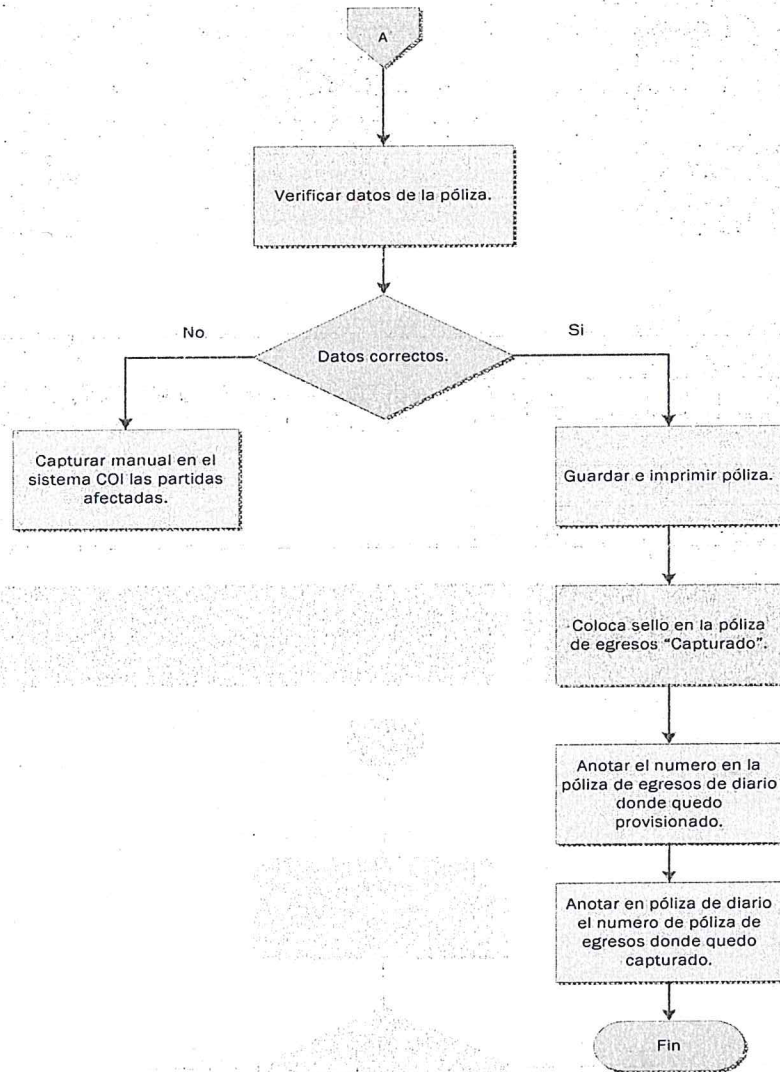 A
Verificar datos de la póliza.
Datos correctos.
No
Si
Capturar manual en el
sistema COI las partidas
afectadas.
Guardar e imprimir póliza.
Coloca sello en la póliza
de egresos "Capturado".
Anotar el numero en la
póliza de egresos de diario
donde quedo
provisionado.
Anotar en póliza de diario
el numero de póliza de
egresos donde quedo
capturado.
Fin